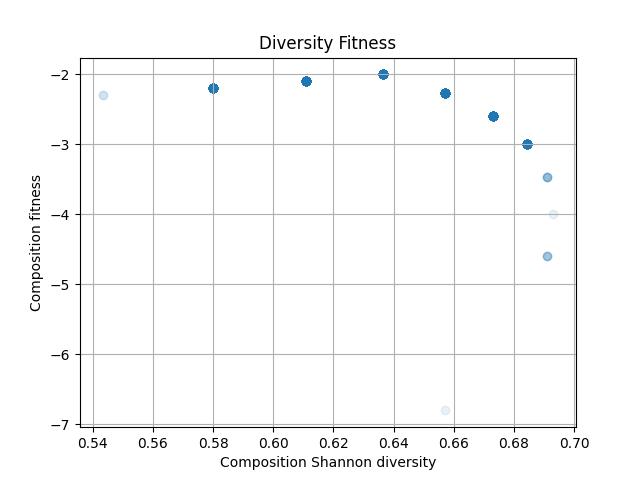 Diversity Fitness
−2
−3
−4
−5
−6
−7
Composition fitness
0.54 0.56 0.58 0.60 0.62 0.64 0.66 0.68 0.70
Composition Shannon diversity